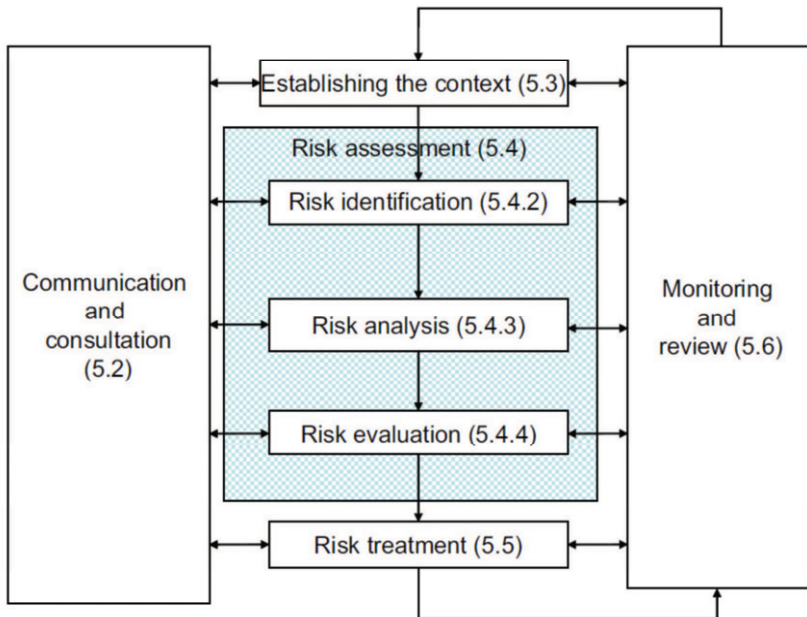 Establishing the context (5.3)
Risk assessment (5.4)
Risk identification (5.4.2)
Risk analysis (5.4.3)
Risk evaluation (5.4.4)
Risk treatment (5.5)
Communication
and
consultation
(5.2)
Monitoring
and
review (5.6)